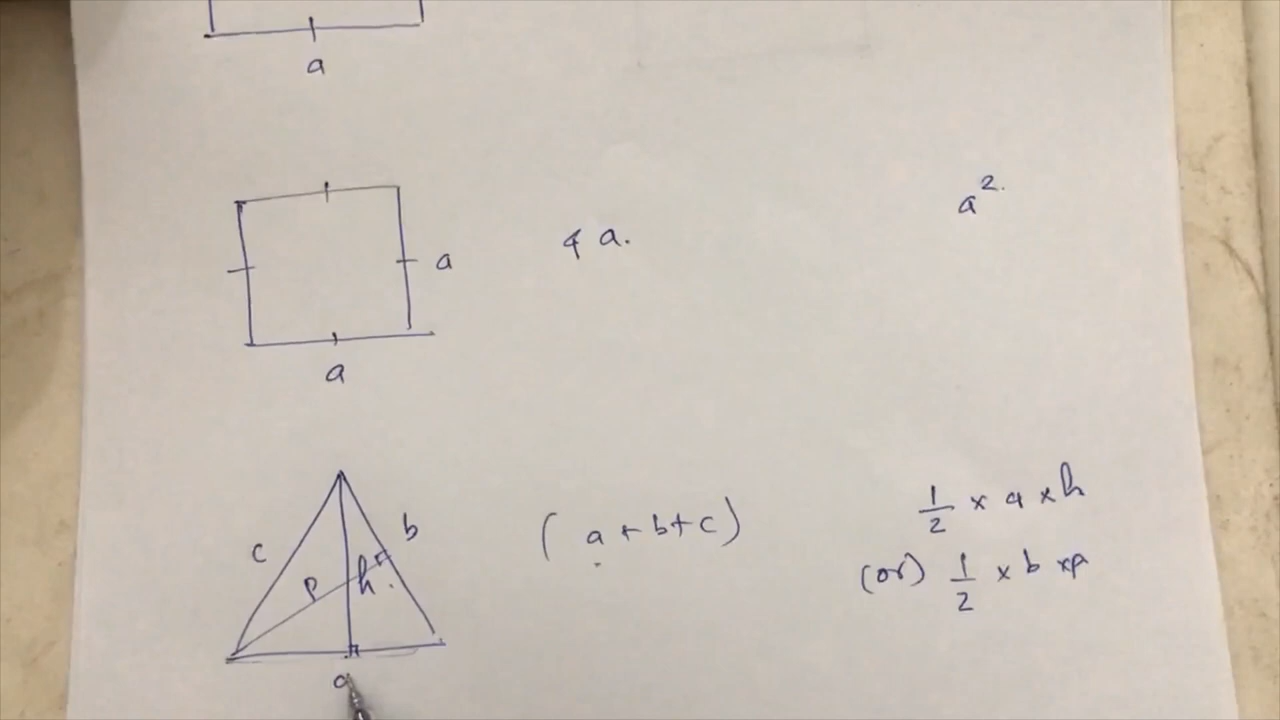 a
4 a.
a².
a
a
c
b
p
h.
(a+b+c)
1/2 x a x h
(or) 1/2 x b x p
a